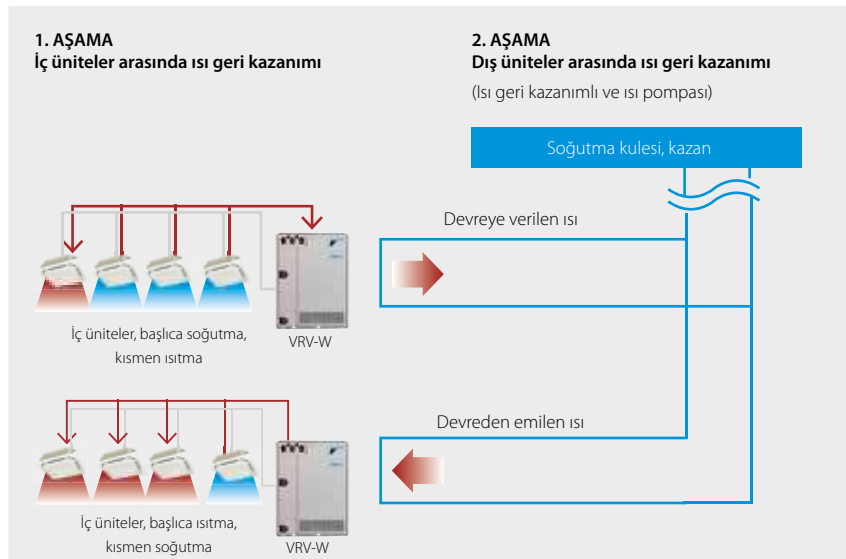 1. AŞAMA
İç üniteler arasında ısı geri kazanımı
2. AŞAMA
Dış üniteler arasında ısı geri kazanımı
(Isı geri kazanımlı ve ısı pompası)
Soğutma kulesi, kazan
Devreye verilen ısı
İç üniteler, başlıca soğutma,
kısmen ısıtma
VRV-W
Devreden emilen ısı
İç üniteler, başlıca ısıtma,
kısmen soğutma
VRV-W